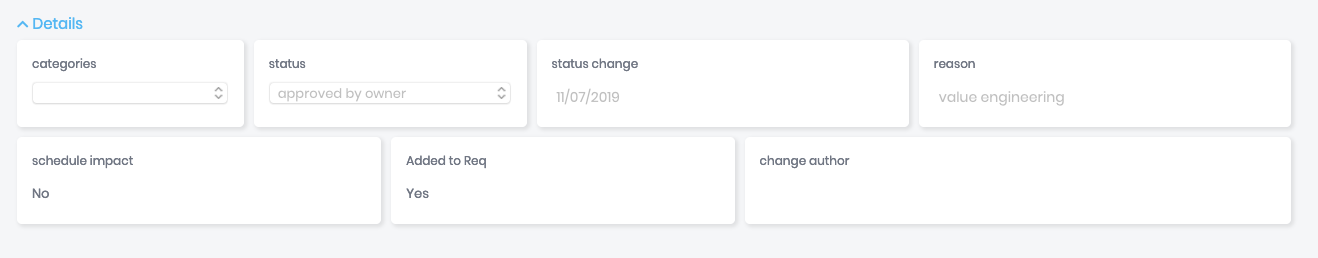 Details
categories
status
approved by owner
status change
11/07/2019
reason
value engineering
schedule impact
No
Added to Req
Yes
change author